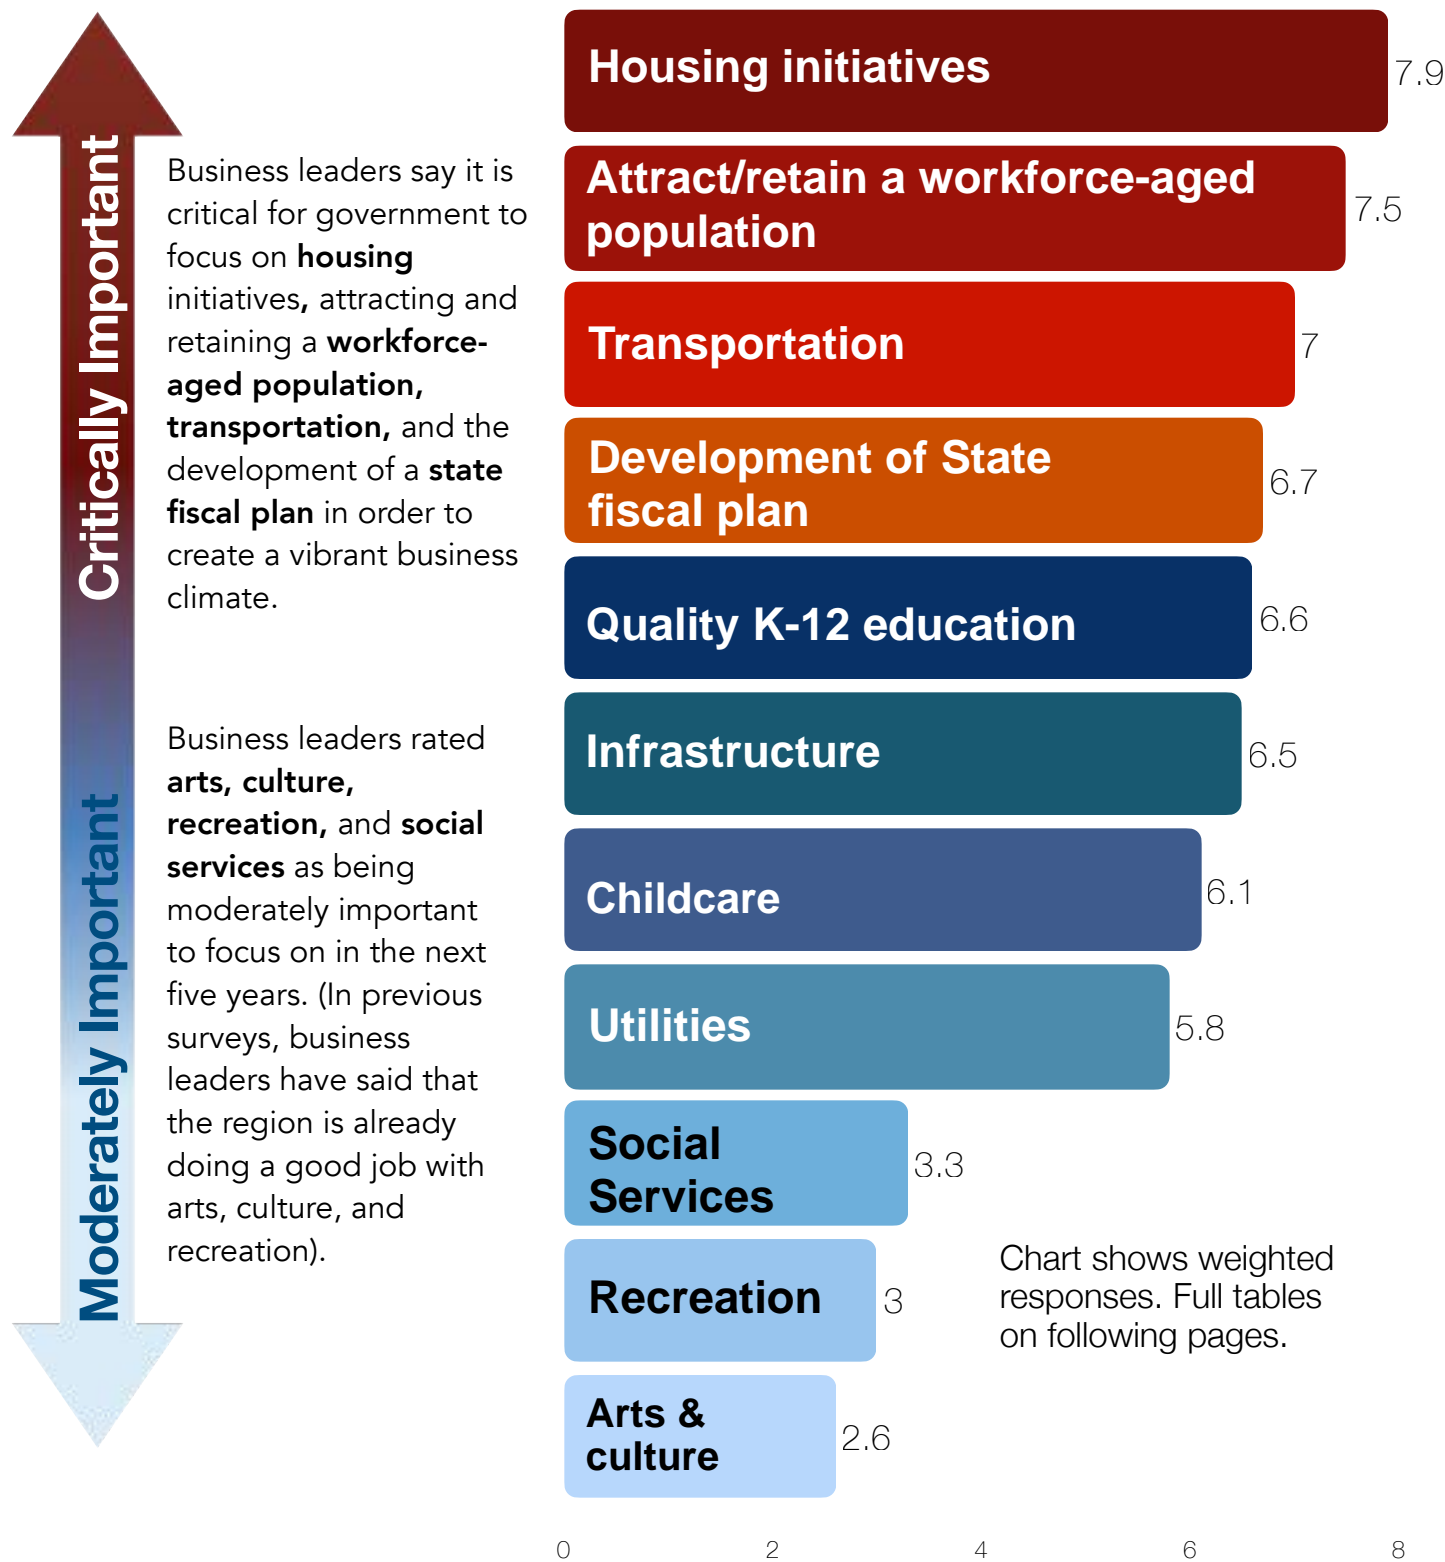 Critically Important
Moderately Important
Business leaders say it is
critical for government to
focus on housing
initiatives, attracting and
retaining a workforce-
aged population,
transportation, and the
development of a state
fiscal plan in order to
create a vibrant business
climate.
Business leaders rated
arts, culture,
recreation, and social
services as being
moderately important
to focus on in the next
five years. (In previous
surveys, business
leaders have said that
the region is already
doing a good job with
arts, culture, and
recreation).
Housing initiatives
7.9
Attract/retain a workforce-aged
population
7.5
Transportation
7
Development of State
fiscal plan
6.7
Quality K-12 education
6.6
Infrastructure
6.5
Childcare
6.1
Utilities
5.8
Social
Services
3.3
Recreation
3
Arts &
culture
2.6
Chart shows weighted
responses. Full tables
on following pages.
0 2 4 6 8